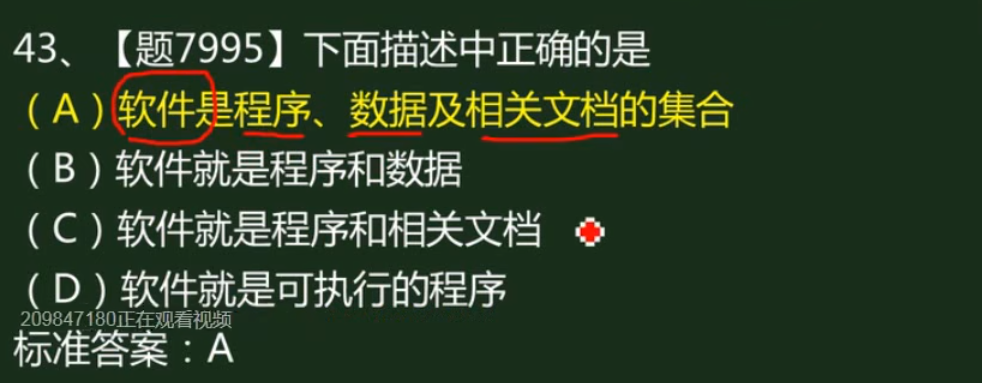 43、【题7995】下面描述中正确的是
（A）软件是程序、数据及相关文档的集合
（B）软件就是程序和数据
（C）软件就是程序和相关文档
（D）软件就是可执行的程序
209847180正在观看视频
标准答案：A